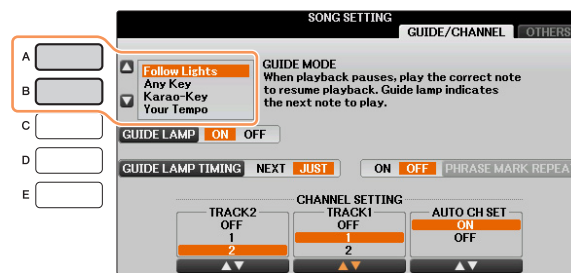 SONG SETTING
GUIDE/CHANNEL OTHERS
A
B
C
D
E
Follow Lights
Any Key
Karao-Key
Your Tempo
GUIDE MODE
When playback pauses, play the correct note
to resume playback. Guide lamp indicates
the next note to play.
GUIDE LAMP ON OFF
GUIDE LAMP TIMING NEXT JUST ON OFF PHRASE MARK REPEA
CHANNEL SETTING
TRACK2 TRACK1 AUTO CH SET
OFF OFF ON
1 1 OFF
2 2